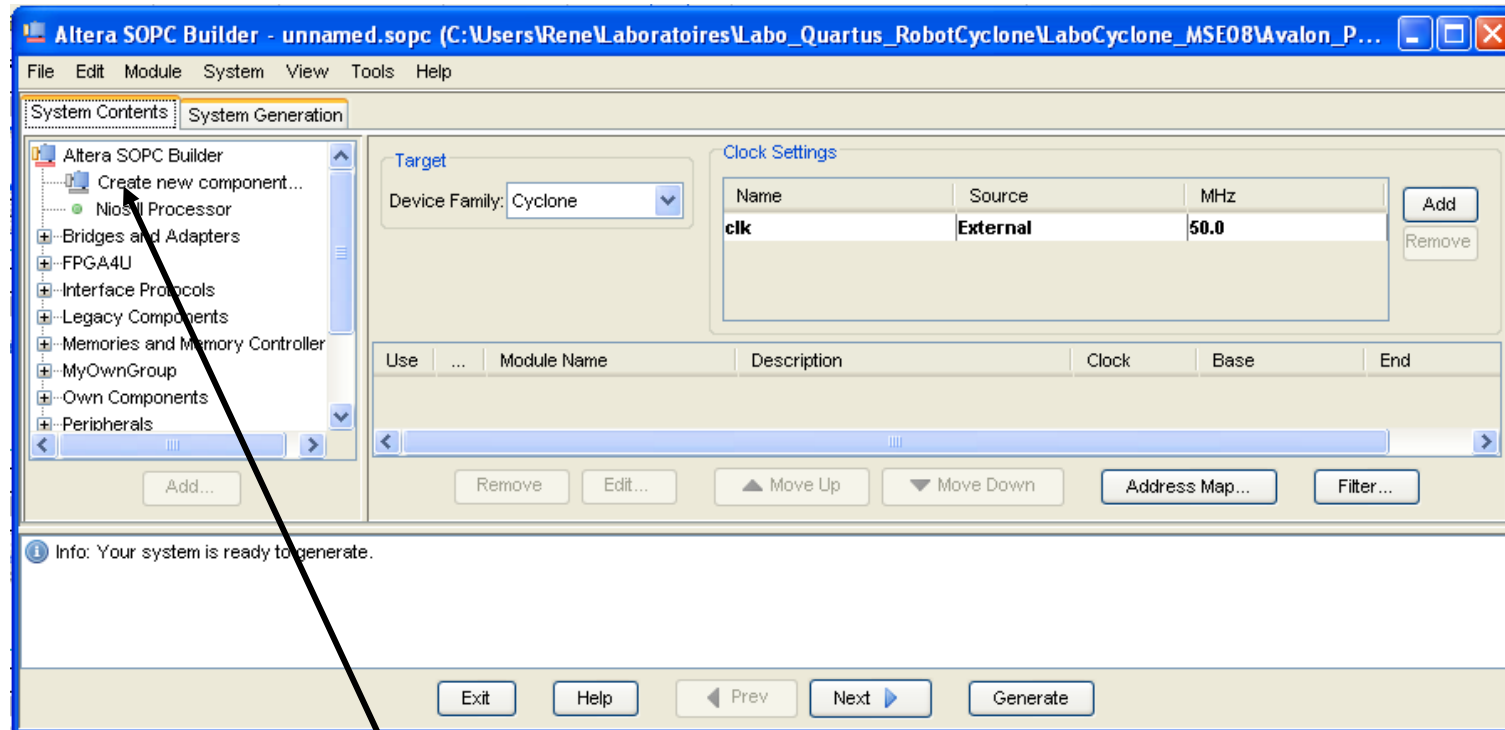 Altera SOPC Builder - unnamed.sopc (C:\Users\Rene\Laboratoires\Labo_Quartus_RobotCyclone\LaboCyclone_MSE08\Avalon_P...
File Edit Module System View Tools Help
System Contents System Generation
Altera SOPC Builder
Create new component...
Nios II Processor
Bridges and Adapters
FPGA4U
Interface Protocols
Legacy Components
Memories and Memory Controller
MyOwnGroup
Own Components
Peripherals
Add...
Target
Device Family: Cyclone
Clock Settings
Name Source MHz
clk External 50.0
Add
Remove
Use ... Module Name Description Clock Base End
Remove Edit... Move Up Move Down Address Map... Filter...
Info: Your system is ready to generate.
Exit Help Prev Next Generate